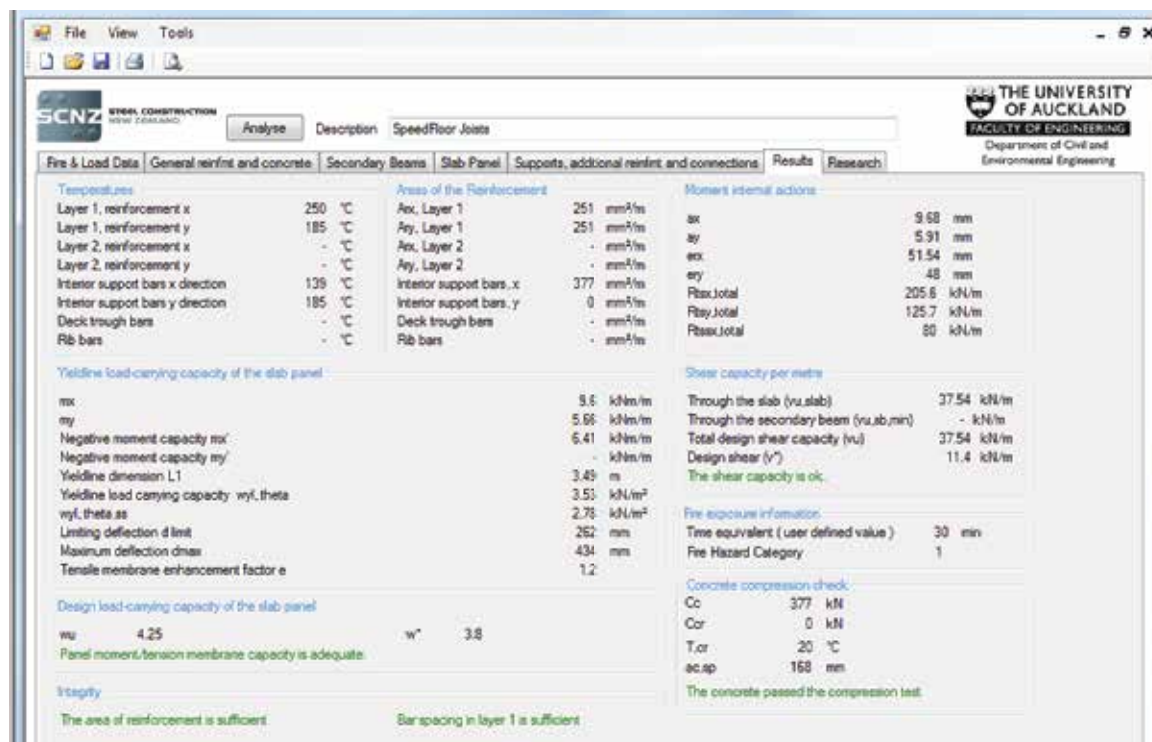 File View Tools
SCNZ STEEL CONSTRUCTION NEW ZEALAND
Analyse Description SpeedFloor Joists
THE UNIVERSITY OF AUCKLAND
FACULTY OF ENGINEERING
Department of Civil and Environmental Engineering
Fire & Load Data General reinfmt and concrete Secondary Beams Slab Panel Supports, additional reinfmt and connections Results Research
Temperatures
Layer 1, reinforcement x 250 °C
Layer 1, reinforcement y 185 °C
Layer 2, reinforcement x - °C
Layer 2, reinforcement y - °C
Interior support bars x direction 139 °C
Interior support bars y direction 185 °C
Deck trough bars - °C
Rib bars - °C
Areas of the Reinforcement
Arx, Layer 1 251 mm²/m
Ary, Layer 1 251 mm²/m
Arx, Layer 2 - mm²/m
Ary, Layer 2 - mm²/m
Interior support bars, x 377 mm²/m
Interior support bars, y 0 mm²/m
Deck trough bars - mm²/m
Rib bars - mm²/m
Moment internal actions
ax 9.68 mm
ay 5.91 mm
erx 51.54 mm
ery 48 mm
Rtsx,total 205.6 kN/m
Rtsy,total 125.7 kN/m
Rtssx,total 80 kN/m
Yieldline load-carrying capacity of the slab panel
mx 9.6 kNm/m
my 5.66 kNm/m
Negative moment capacity mx' 6.41 kNm/m
Negative moment capacity my' - kNm/m
Yieldline dimension L1 3.49 m
Yieldline load carrying capacity wyl, theta 3.53 kN/m²
wyl, theta ss 2.78 kN/m²
Limiting deflection d limit 262 mm
Maximum deflection dmax 434 mm
Tensile membrane enhancement factor e 1.2
Shear capacity per metre
Through the slab (vu,slab) 37.54 kN/m
Through the secondary beam (vu,sb,min) - kN/m
Total design shear capacity (vu) 37.54 kN/m
Design shear (v*) 11.4 kN/m
The shear capacity is ok.
Fire exposure information
Time equivalent ( user defined value ) 30 min
Fire Hazard Category 1
Design load-carrying capacity of the slab panel
wu 4.25 w* 3.8
Panel moment/tension membrane capacity is adequate.
Concrete compression check
Cc 377 kN
Ccr 0 kN
T,cr 20 °C
ac,sp 168 mm
The concrete passed the compression test.
Integrity
The area of reinforcement is sufficient Bar spacing in layer 1 is sufficient